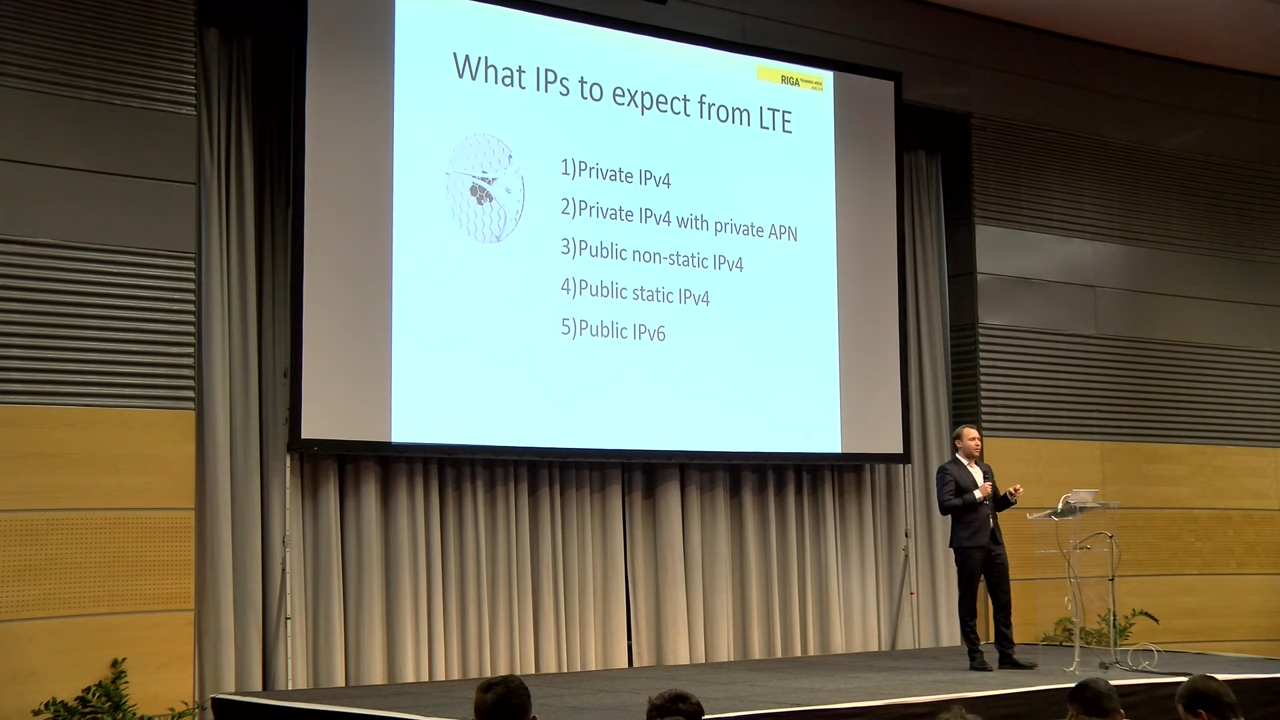 What IPs to expect from LTE
RIGA
1)Private IPv4
2)Private IPv4 with private APN
3)Public non-static IPv4
4)Public static IPv4
5)Public IPv6